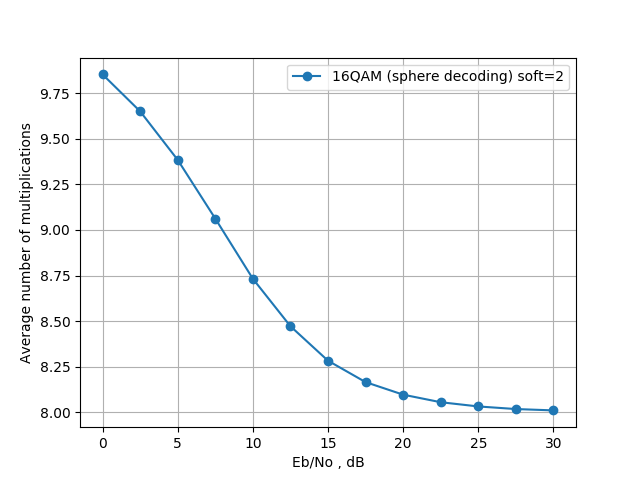 16QAM (sphere decoding) soft=2
9.75
9.50
9.25
9.00
8.75
8.50
8.25
8.00
Average number of multiplications
0 5 10 15 20 25 30
Eb/No , dB